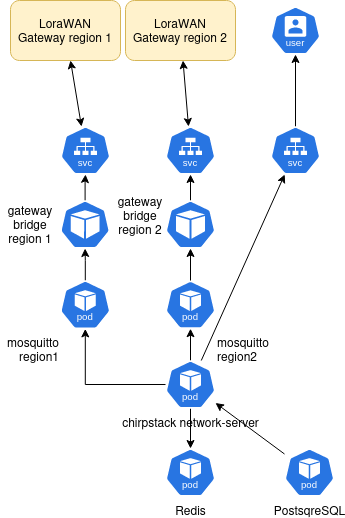 LoraWAN
Gateway region 1
LoraWAN
Gateway region 2
user
svc
svc
svc
gateway
bridge
region 1
gateway
bridge
region 2
pod
pod
mosquitto
region1
mosquitto
region2
pod
chirpstack network-server
pod
pod
Redis
PostsqreSQL